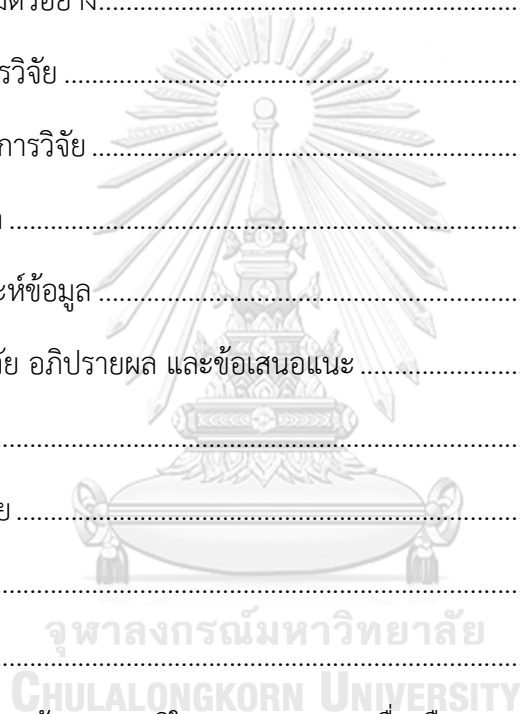 มตัวอย่าง..................................................
รวิจัย ..................................................
การวิจัย ..................................................
..................................................
ะห์ข้อมูล ..................................................
วัย อภิปรายผล และข้อเสนอแนะ ........................
..................................................
ย ..................................................
..................................................
จุฬาลงกรณ์มหาวิทยาลัย
..................................................
CHULALONGKORN UNIVERSITY